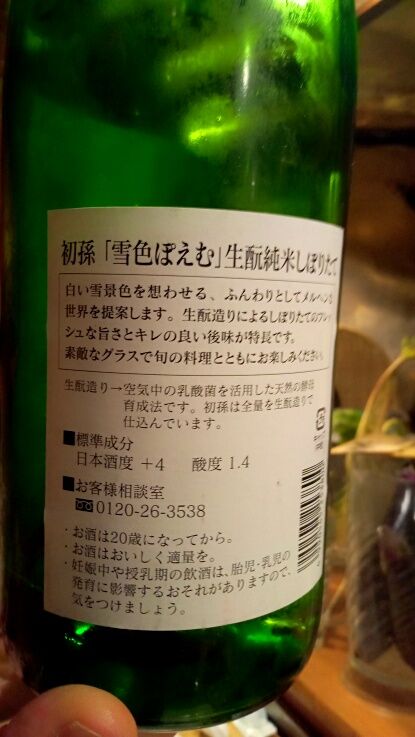 初孫「雪色ぽえむ」生酛純米しぼりたて
白い雪景色を想わせる、ふんわりとしてメルヘンな
世界を提案します。生酛造りによるしぼりたてのフレッ
シュな旨さとキレの良い後味が特長です。
素敵なグラスで旬の料理とともにお楽しみください。
生酛造り→空気中の乳酸菌を活用した天然の酵母
育成法です。初孫は全量を生酛造りで
仕込んでいます。
■標準成分
日本酒度 +4 酸度 1.4
■お客様相談室
0120-26-3538
・お酒は20歳になってから。
・お酒はおいしく適量を。
・妊娠中や授乳期の飲酒は、胎児・乳児の
発育に影響するおそれがありますので、
気をつけましょう。